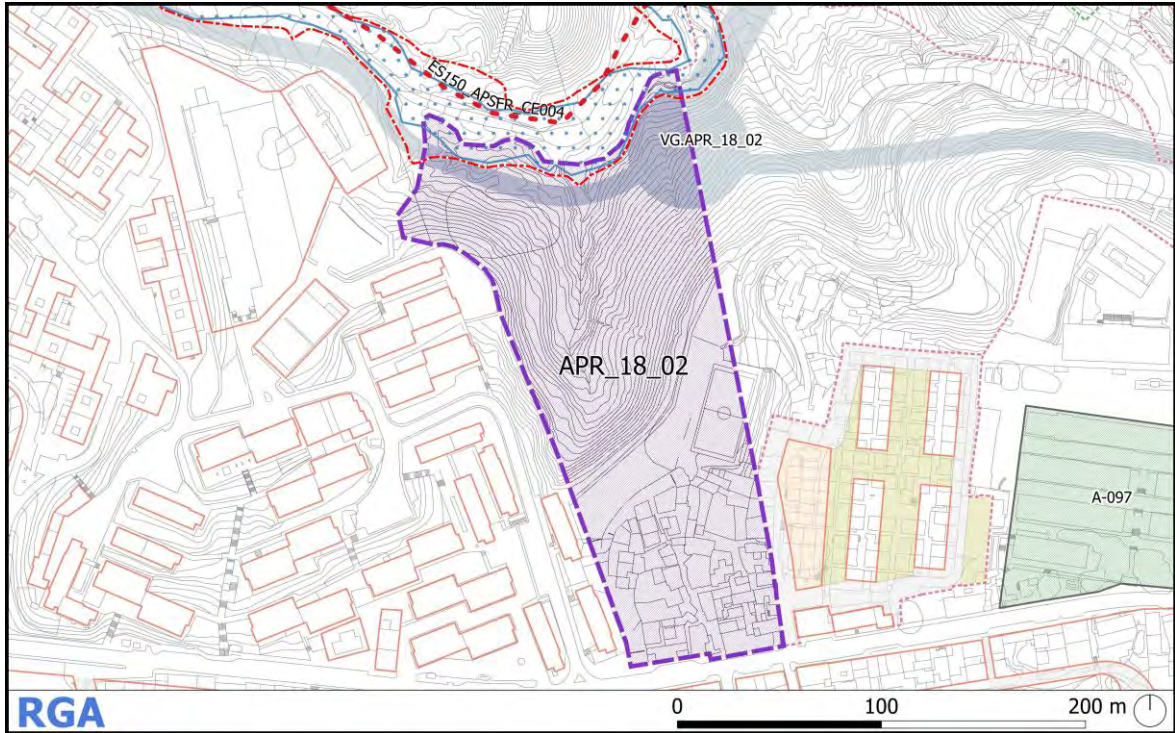 ES150_APSFR_CE004
VG.APR_18_02
APR_18_02
A-097
RGA
0 100 200 m